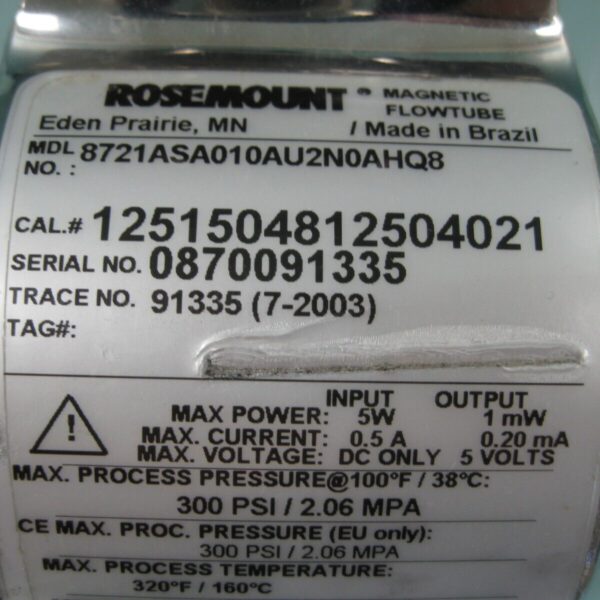 ROSEMOUNT ® MAGNETIC FLOWTUBE
Eden Prairie, MN / Made in Brazil
MDL NO. : 8721ASA010AU2N0AHQ8
CAL.# 1251504812504021
SERIAL NO. 0870091335
TRACE NO. 91335 (7-2003)
TAG#:
INPUT OUTPUT
MAX POWER: 5W 1 mW
MAX. CURRENT: 0.5 A 0.20 mA
MAX. VOLTAGE: DC ONLY 5 VOLTS
MAX. PROCESS PRESSURE@100°F / 38°C:
300 PSI / 2.06 MPA
CE MAX. PROC. PRESSURE (EU only):
300 PSI / 2.06 MPA
MAX. PROCESS TEMPERATURE:
320°F / 160°C